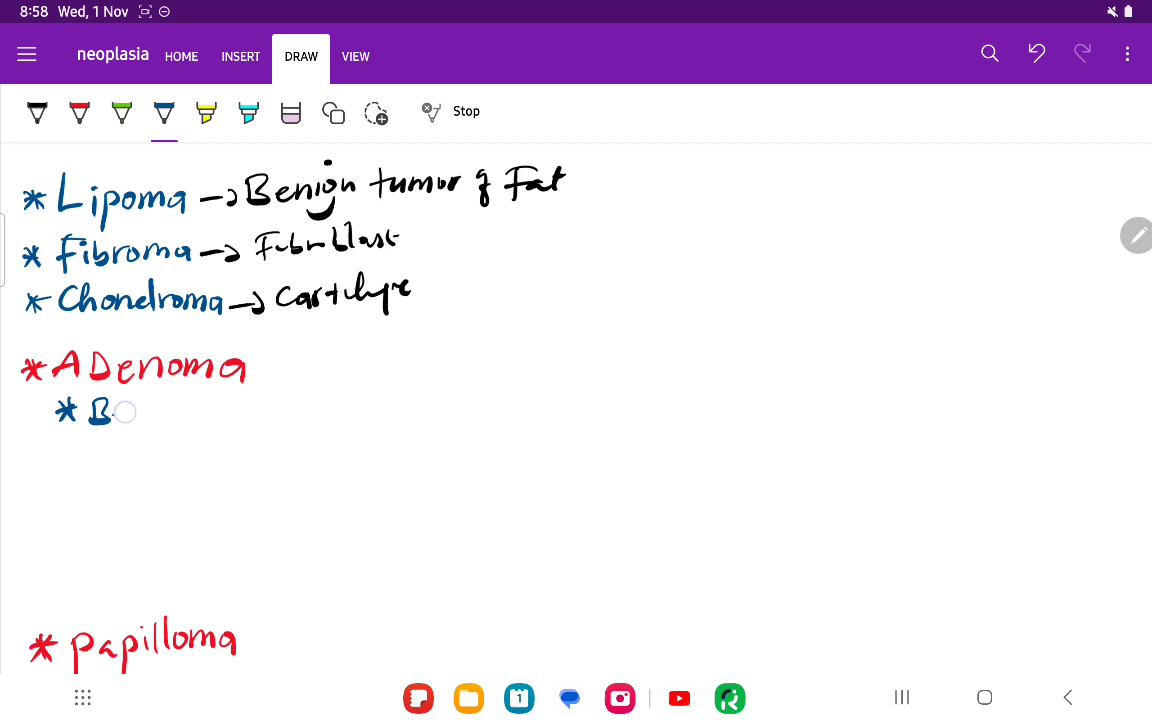 8:58 Wed, 1 Nov
neoplasia HOME INSERT DRAW VIEW
Stop
* Lipoma → Benign tumor of Fat
* Fibroma → Fibroblast
* Chondroma → Cartilage
* ADenoma
* B
1
* Papilloma